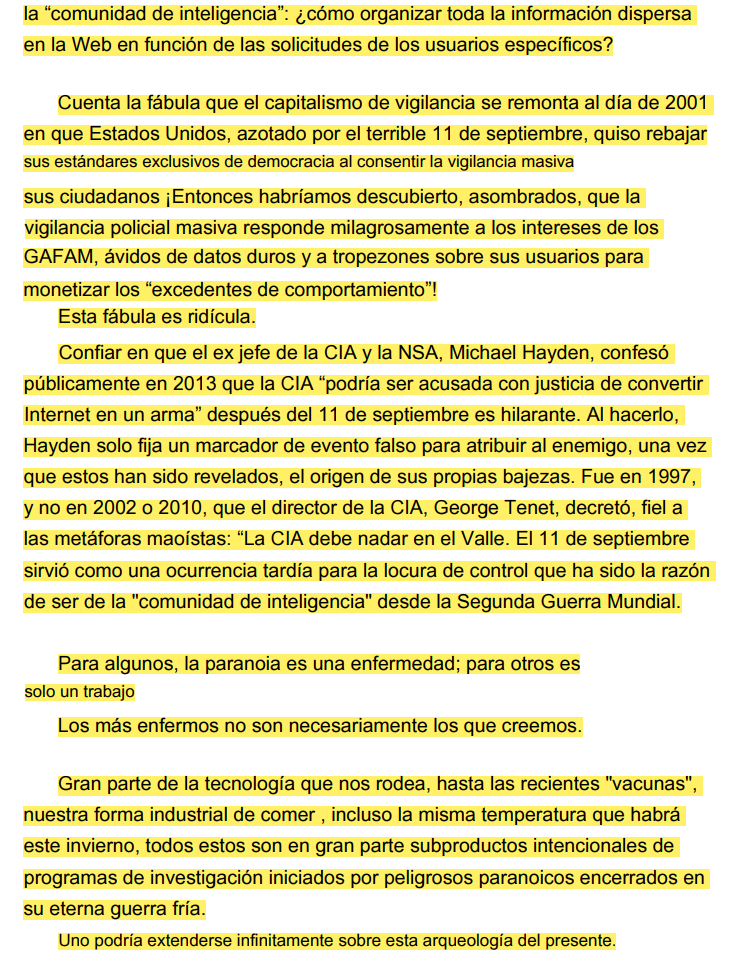 la “comunidad de inteligencia”: ¿cómo organizar toda la información dispersa
en la Web en función de las solicitudes de los usuarios específicos?
Cuenta la fábula que el capitalismo de vigilancia se remonta al día de 2001
en que Estados Unidos, azotado por el terrible 11 de septiembre, quiso rebajar
sus estándares exclusivos de democracia al consentir la vigilancia masiva
sus ciudadanos ¡Entonces habríamos descubierto, asombrados, que la
vigilancia policial masiva responde milagrosamente a los intereses de los
GAFAM, ávidos de datos duros y a tropezones sobre sus usuarios para
monetizar los “excedentes de comportamiento”!
Esta fábula es ridícula.
Confiar en que el ex jefe de la CIA y la NSA, Michael Hayden, confesó
públicamente en 2013 que la CIA “podría ser acusada con justicia de convertir
Internet en un arma” después del 11 de septiembre es hilarante. Al hacerlo,
Hayden solo fija un marcador de evento falso para atribuir al enemigo, una vez
que estos han sido revelados, el origen de sus propias bajezas. Fue en 1997,
y no en 2002 o 2010, que el director de la CIA, George Tenet, decretó, fiel a
las metáforas maoístas: “La CIA debe nadar en el Valle. El 11 de septiembre
sirvió como una ocurrencia tardía para la locura de control que ha sido la razón
de ser de la "comunidad de inteligencia" desde la Segunda Guerra Mundial.
Para algunos, la paranoia es una enfermedad; para otros es
solo un trabajo
Los más enfermos no son necesariamente los que creemos.
Gran parte de la tecnología que nos rodea, hasta las recientes "vacunas",
nuestra forma industrial de comer , incluso la misma temperatura que habrá
este invierno, todos estos son en gran parte subproductos intencionales de
programas de investigación iniciados por peligrosos paranoicos encerrados en
su eterna guerra fría.
Uno podría extenderse infinitamente sobre esta arqueología del presente.